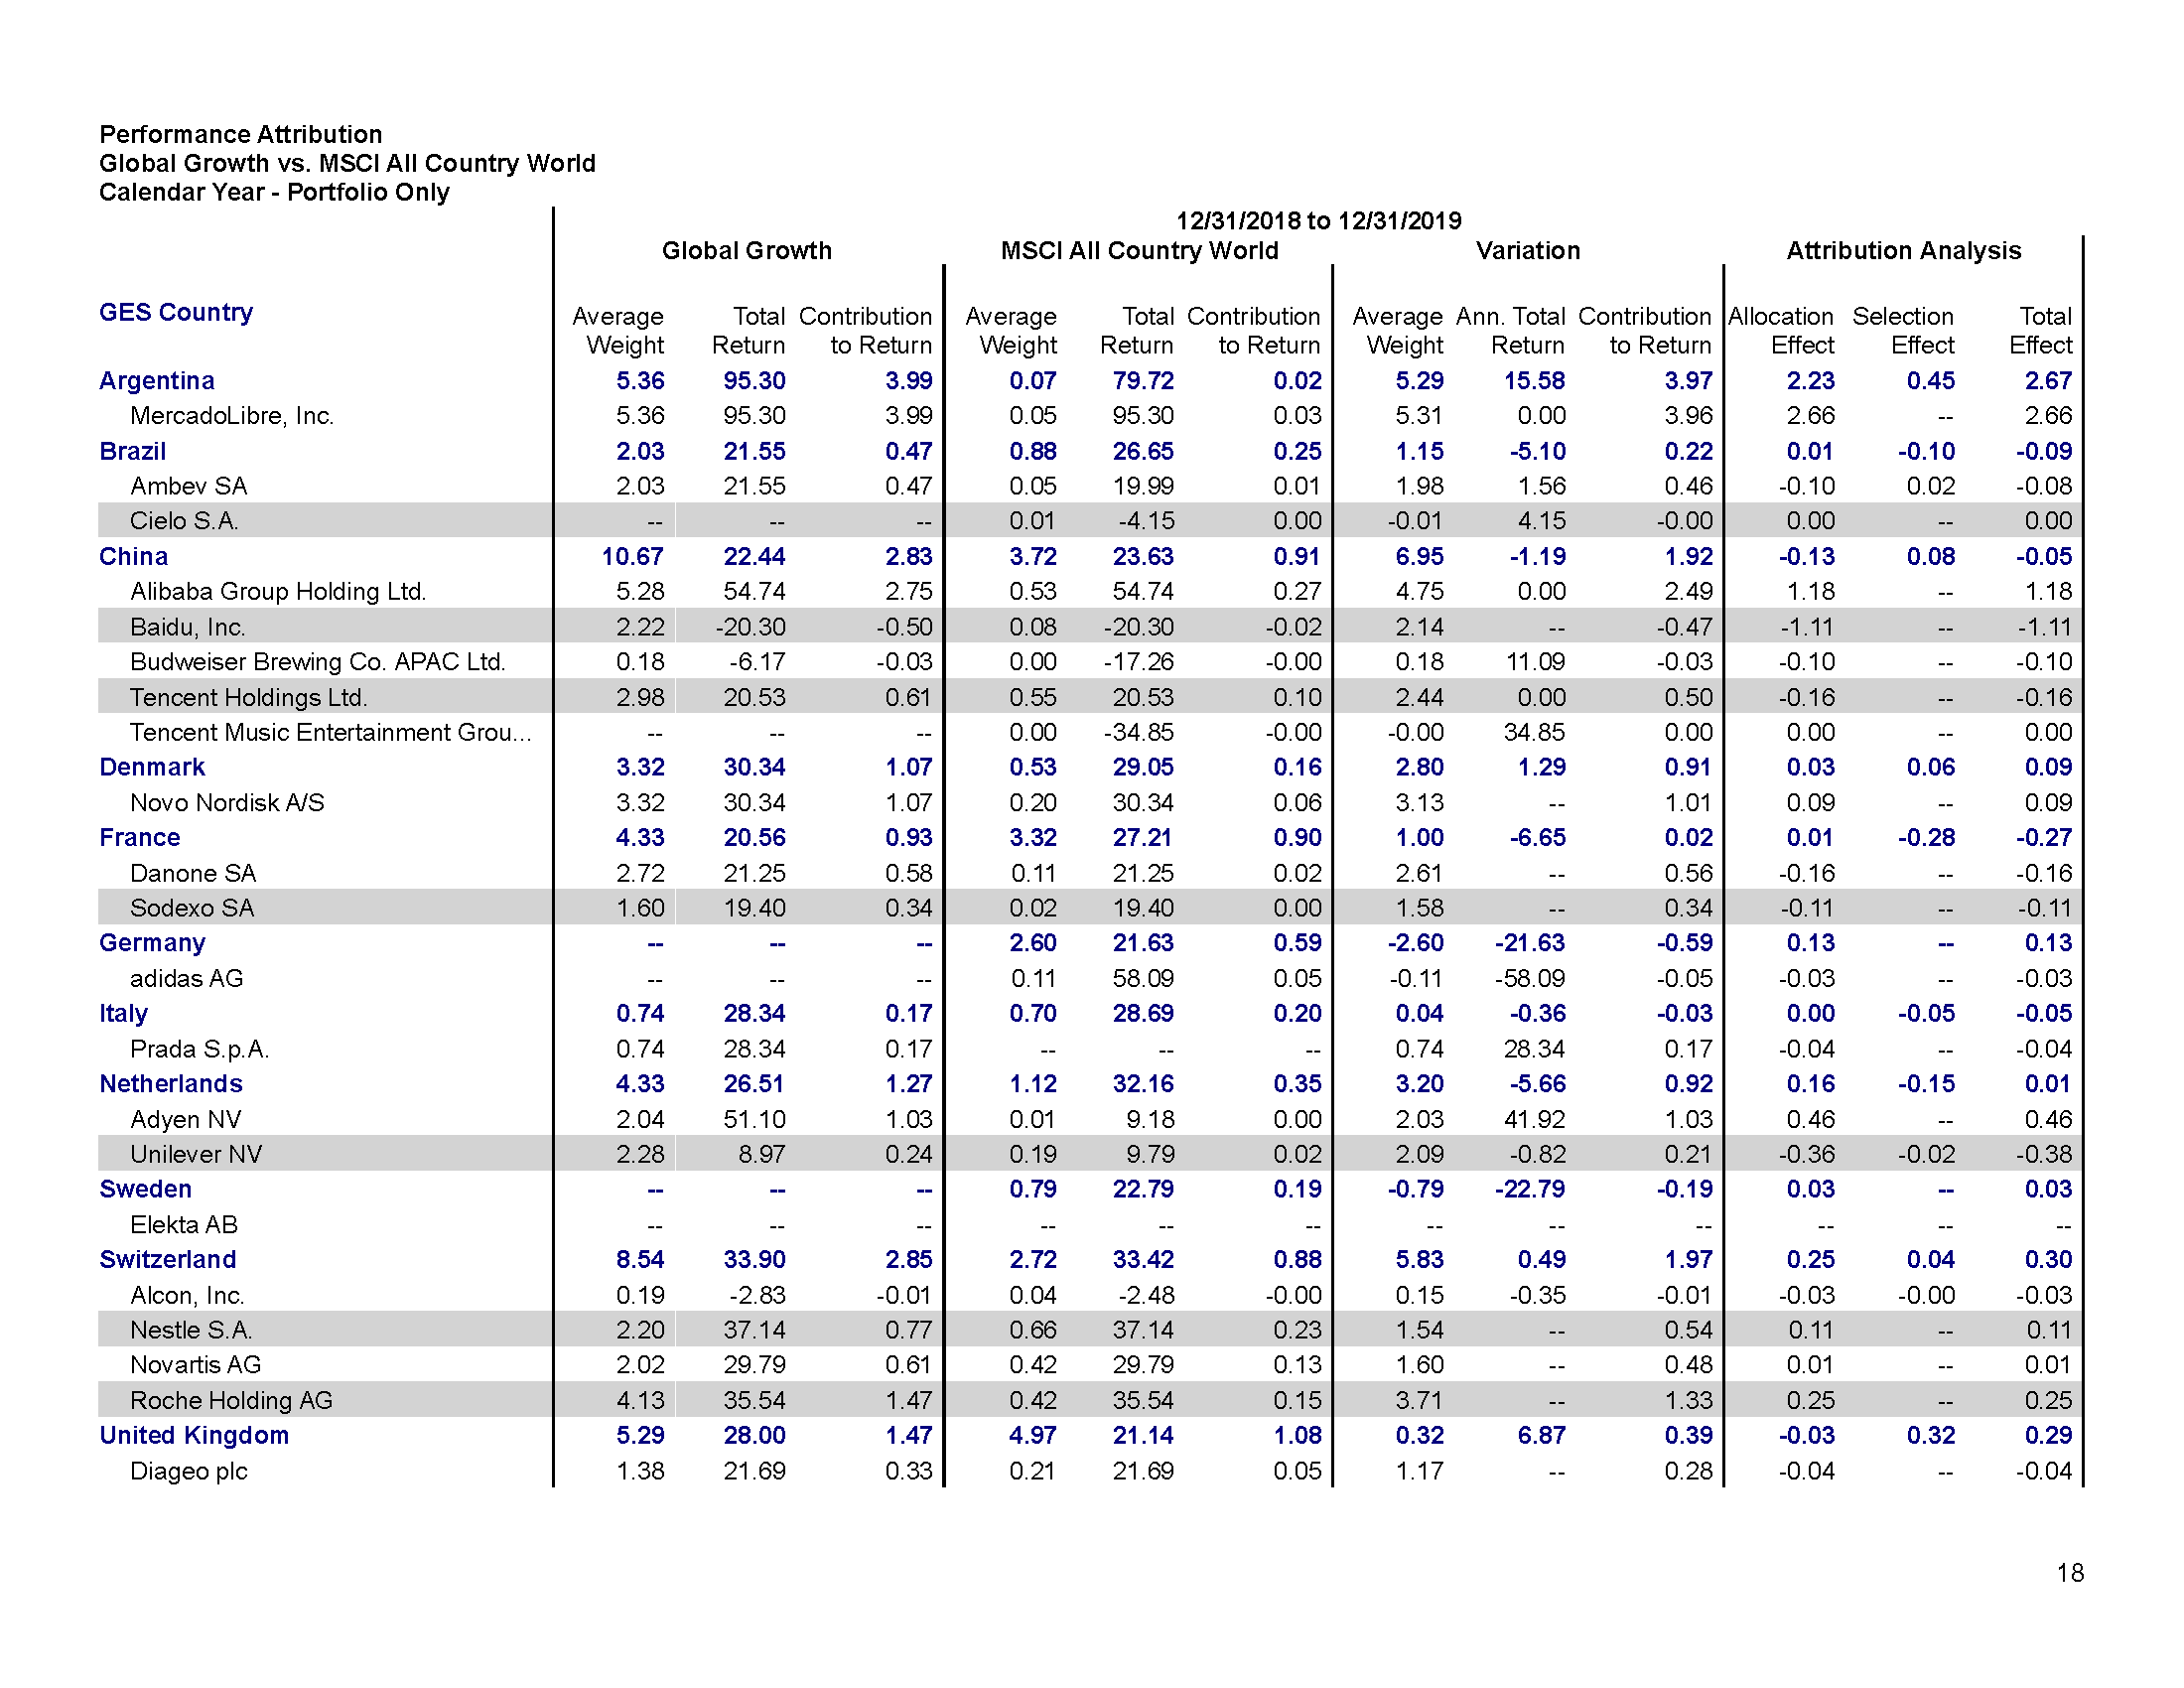 Performance Attribution
Global Growth vs. MSCI All Country World
Calendar Year - Portfolio Only
12/31/2018 to 12/31/2019
Global Growth MSCI All Country World Variation Attribution Analysis
GES Country Average Total Contribution Average Total Contribution Average Ann. Total Contribution Allocation Selection Total
Weight Return to Return Weight Return to Return Weight Return to Return Effect Effect Effect
Argentina 5.36 95.30 3.99 0.07 79.72 0.02 5.29 15.58 3.97 2.23 0.45 2.67
MercadoLibre, Inc. 5.36 95.30 3.99 0.05 95.30 0.03 5.31 0.00 3.96 2.66 -- 2.66
Brazil 2.03 21.55 0.47 0.88 26.65 0.25 1.15 -5.10 0.22 0.01 -0.10 -0.09
Ambev SA 2.03 21.55 0.47 0.05 19.99 0.01 1.98 1.56 0.46 -0.10 0.02 -0.08
Cielo S.A. -- -- -- 0.01 -4.15 0.00 -0.01 4.15 -0.00 0.00 -- 0.00
China 10.67 22.44 2.83 3.72 23.63 0.91 6.95 -1.19 1.92 -0.13 0.08 -0.05
Alibaba Group Holding Ltd. 5.28 54.74 2.75 0.53 54.74 0.27 4.75 0.00 2.49 1.18 -- 1.18
Baidu, Inc. 2.22 -20.30 -0.50 0.08 -20.30 -0.02 2.14 -- -0.47 -1.11 -- -1.11
Budweiser Brewing Co. APAC Ltd. 0.18 -6.17 -0.03 0.00 -17.26 -0.00 0.18 11.09 -0.03 -0.10 -- -0.10
Tencent Holdings Ltd. 2.98 20.53 0.61 0.55 20.53 0.10 2.44 0.00 0.50 -0.16 -- -0.16
Tencent Music Entertainment Grou... -- -- -- 0.00 -34.85 -0.00 -0.00 34.85 0.00 0.00 -- 0.00
Denmark 3.32 30.34 1.07 0.53 29.05 0.16 2.80 1.29 0.91 0.03 0.06 0.09
Novo Nordisk A/S 3.32 30.34 1.07 0.20 30.34 0.06 3.13 -- 1.01 0.09 -- 0.09
France 4.33 20.56 0.93 3.32 27.21 0.90 1.00 -6.65 0.02 0.01 -0.28 -0.27
Danone SA 2.72 21.25 0.58 0.11 21.25 0.02 2.61 -- 0.56 -0.16 -- -0.16
Sodexo SA 1.60 19.40 0.34 0.02 19.40 0.00 1.58 -- 0.34 -0.11 -- -0.11
Germany -- -- -- 2.60 21.63 0.59 -2.60 -21.63 -0.59 0.13 -- 0.13
adidas AG -- -- -- 0.11 58.09 0.05 -0.11 -58.09 -0.05 -0.03 -- -0.03
Italy 0.74 28.34 0.17 0.70 28.69 0.20 0.04 -0.36 -0.03 0.00 -0.05 -0.05
Prada S.p.A. 0.74 28.34 0.17 -- -- -- 0.74 28.34 0.17 -0.04 -- -0.04
Netherlands 4.33 26.51 1.27 1.12 32.16 0.35 3.20 -5.66 0.92 0.16 -0.15 0.01
Adyen NV 2.04 51.10 1.03 0.01 9.18 0.00 2.03 41.92 1.03 0.46 -- 0.46
Unilever NV 2.28 8.97 0.24 0.19 9.79 0.02 2.09 -0.82 0.21 -0.36 -0.02 -0.38
Sweden -- -- -- 0.79 22.79 0.19 -0.79 -22.79 -0.19 0.03 -- 0.03
Elekta AB -- -- -- -- -- -- -- -- -- -- -- --
Switzerland 8.54 33.90 2.85 2.72 33.42 0.88 5.83 0.49 1.97 0.25 0.04 0.30
Alcon, Inc. 0.19 -2.83 -0.01 0.04 -2.48 -0.00 0.15 -0.35 -0.01 -0.03 -0.00 -0.03
Nestle S.A. 2.20 37.14 0.77 0.66 37.14 0.23 1.54 -- 0.54 0.11 -- 0.11
Novartis AG 2.02 29.79 0.61 0.42 29.79 0.13 1.60 -- 0.48 0.01 -- 0.01
Roche Holding AG 4.13 35.54 1.47 0.42 35.54 0.15 3.71 -- 1.33 0.25 -- 0.25
United Kingdom 5.29 28.00 1.47 4.97 21.14 1.08 0.32 6.87 0.39 -0.03 0.32 0.29
Diageo plc 1.38 21.69 0.33 0.21 21.69 0.05 1.17 -- 0.28 -0.04 -- -0.04
18